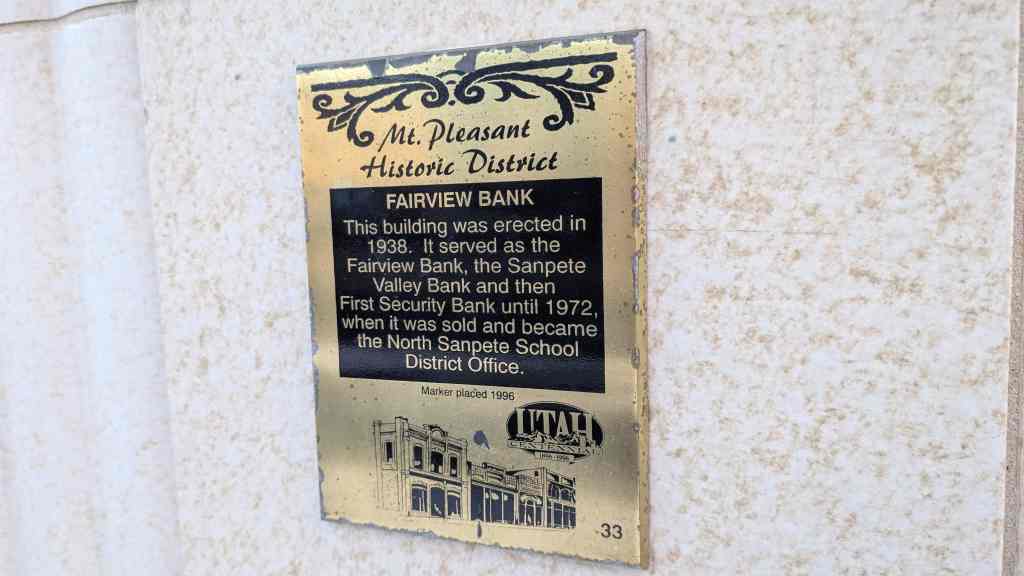 Mt. Pleasant
Historic District
FAIRVIEW BANK
This building was erected in
1938. It served as the
Fairview Bank, the Sanpete
Valley Bank and then
First Security Bank until 1972,
when it was sold and became
the North Sanpete School
District Office.
Marker placed 1996
UTAH
CENTENNIAL
33